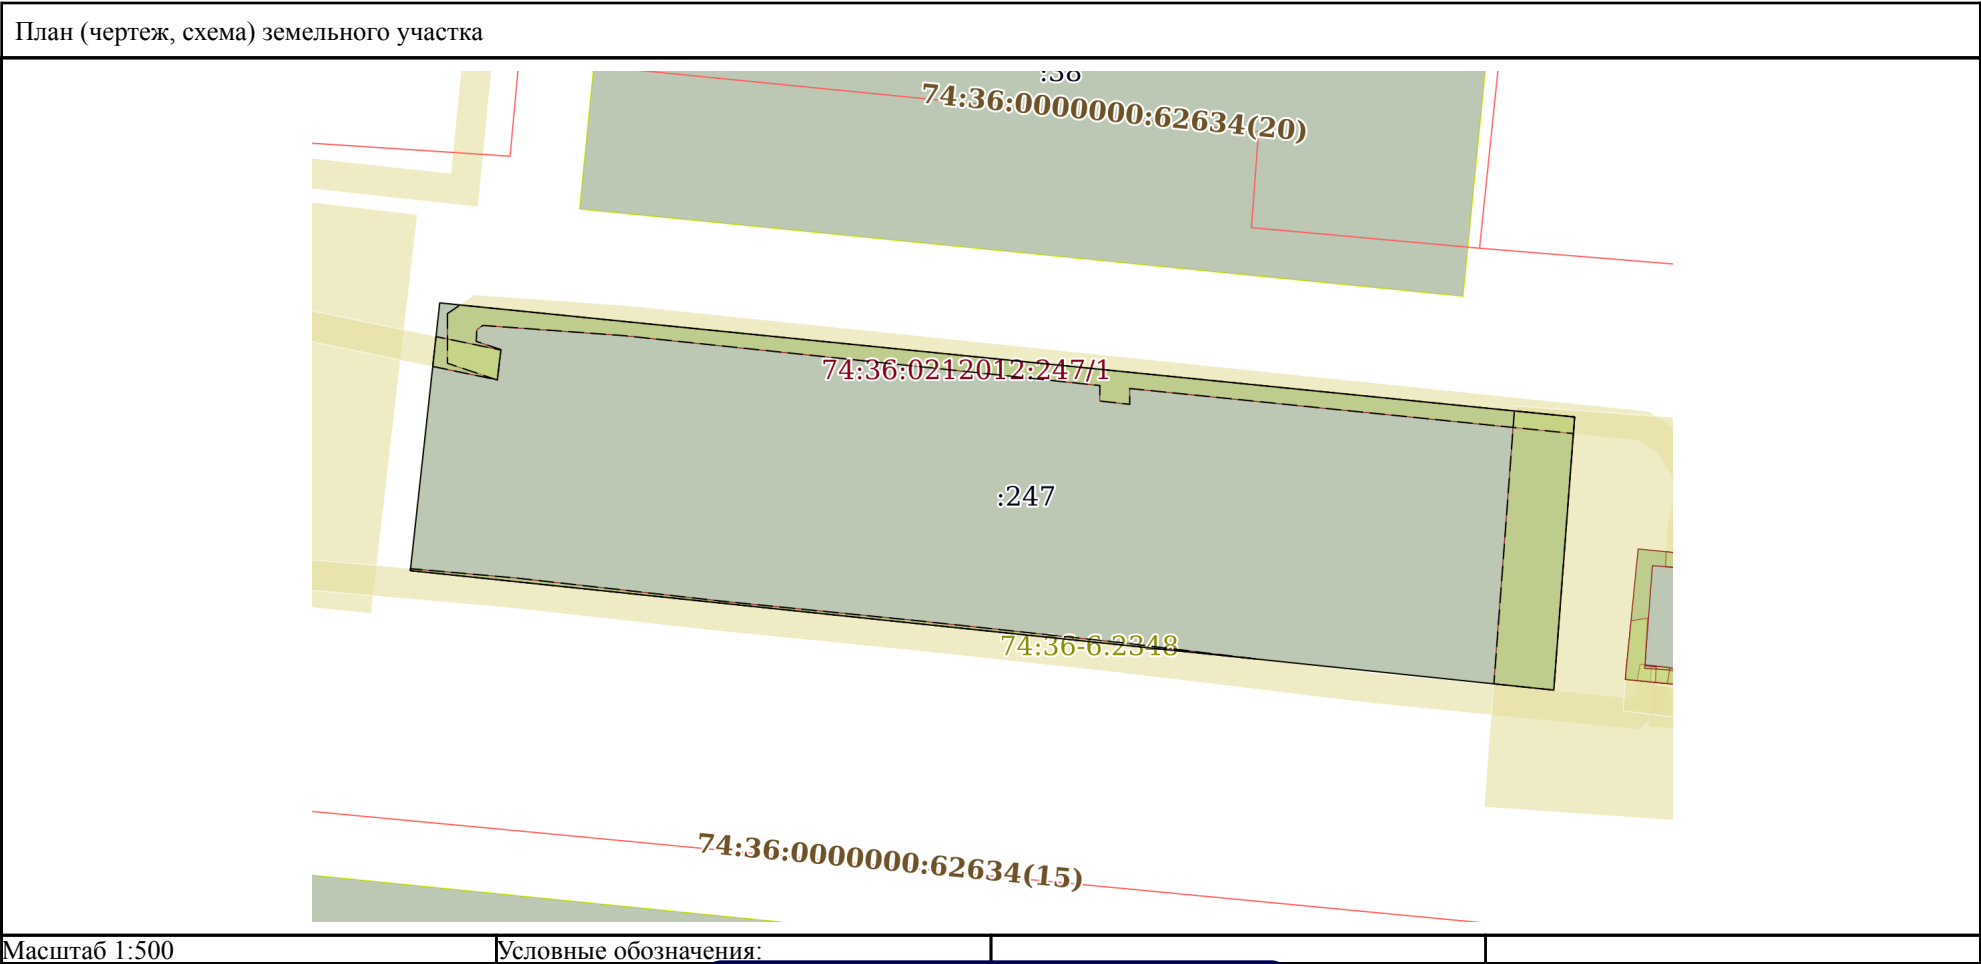 План (чертеж, схема) земельного участка
:38
74:36:0000000:62634(20)
74:36:0212012:247/1
:247
74:36-6.2348
74:36:0000000:62634(15)
Масштаб 1:500
Условные обозначения: